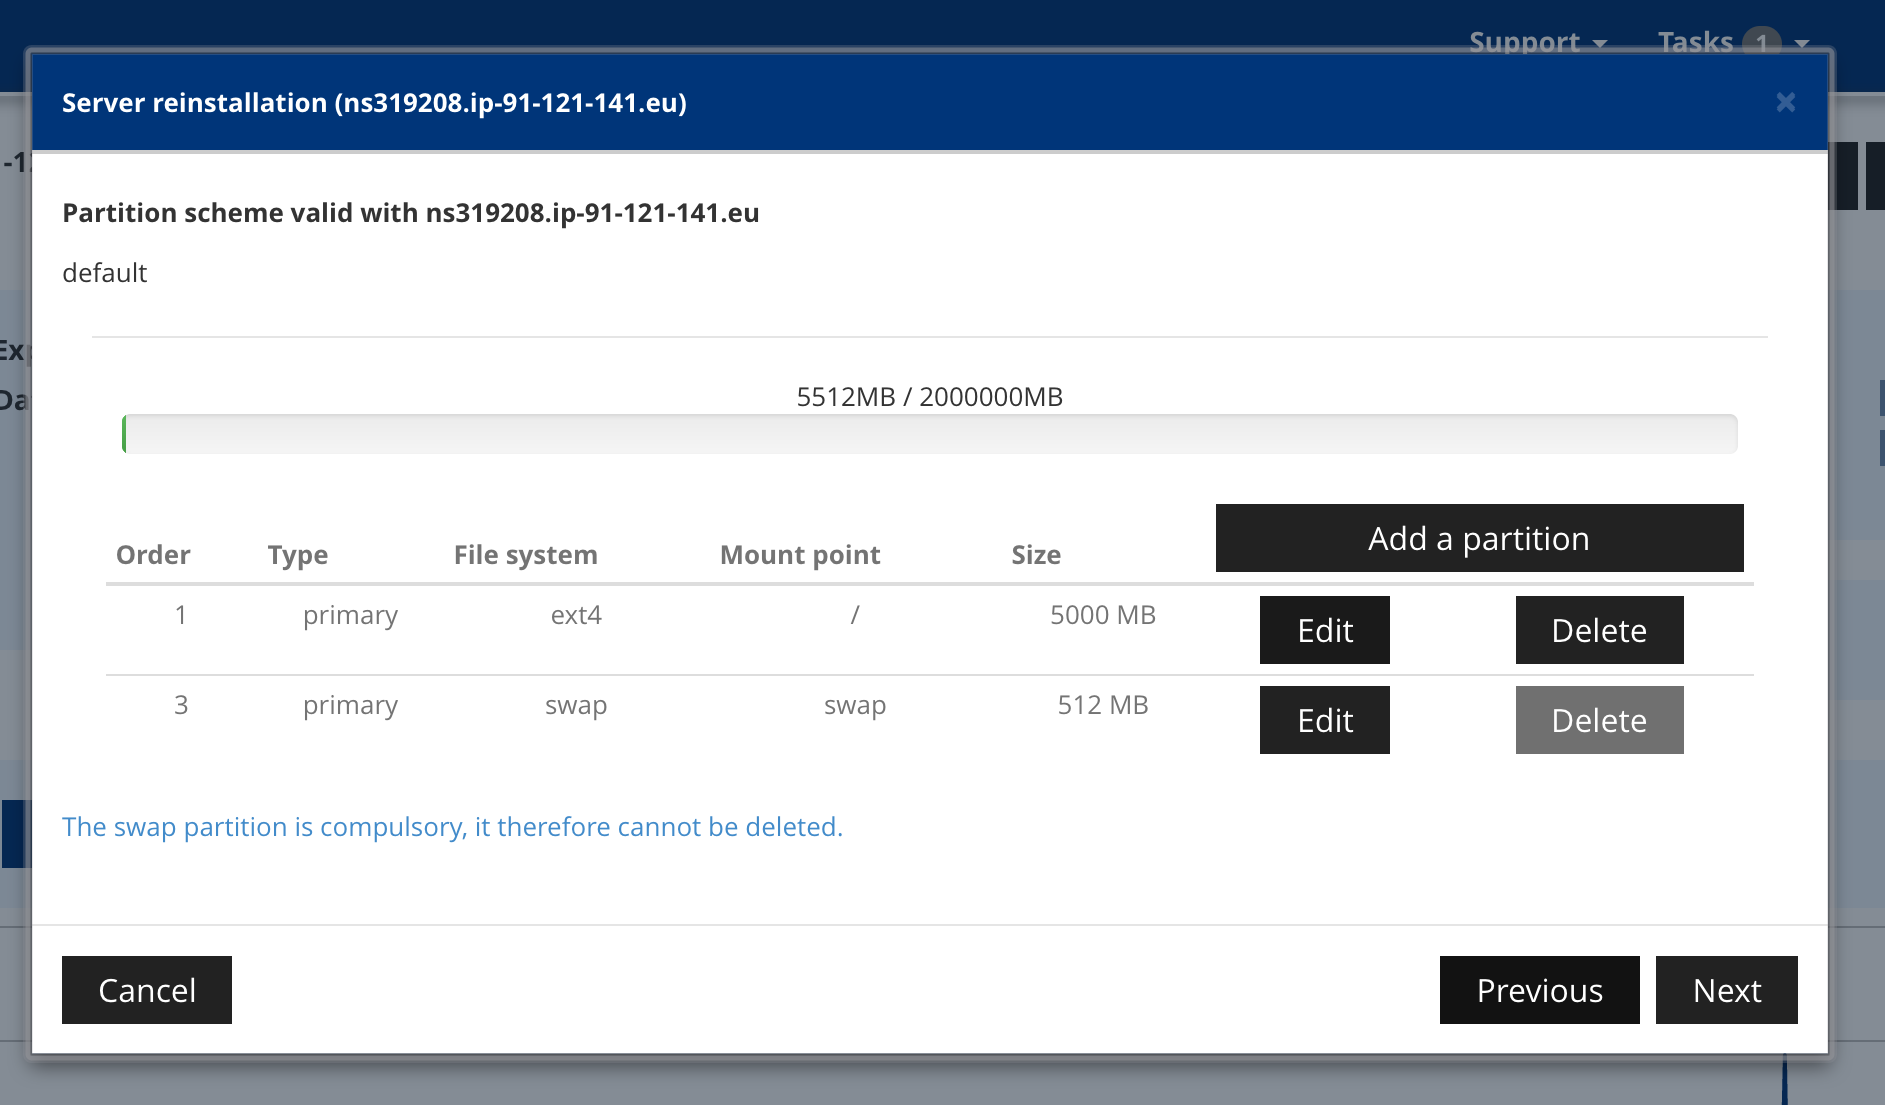 Support Tasks 1
Server reinstallation (ns319208.ip-91-121-141.eu)
Partition scheme valid with ns319208.ip-91-121-141.eu
default
5512MB / 2000000MB
Add a partition
Order Type File system Mount point Size
1 primary ext4 / 5000 MB Edit Delete
3 primary swap swap 512 MB Edit Delete
The swap partition is compulsory, it therefore cannot be deleted.
Cancel Previous Next